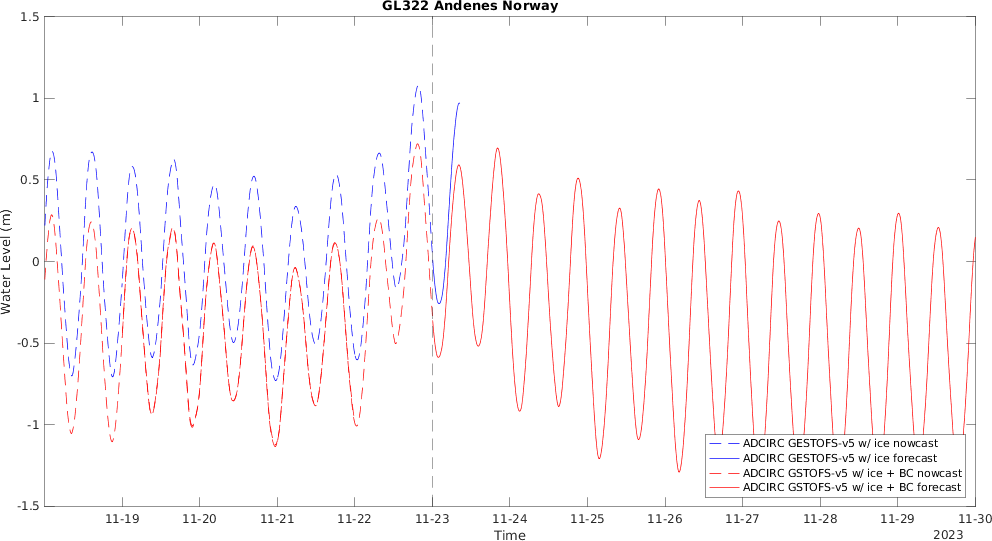 GL322 Andenes Norway
1.5
1
0.5
0
-0.5
-1
-1.5
Water Level (m)
ADCIRC GESTOFS-v5 w/ ice nowcast
ADCIRC GESTOFS-v5 w/ ice forecast
ADCIRC GSTOFS-v5 w/ ice + BC nowcast
ADCIRC GSTOFS-v5 w/ ice + BC forecast
11-19 11-20 11-21 11-22 11-23 11-24 11-25 11-26 11-27 11-28 11-29 11-30
Time
2023